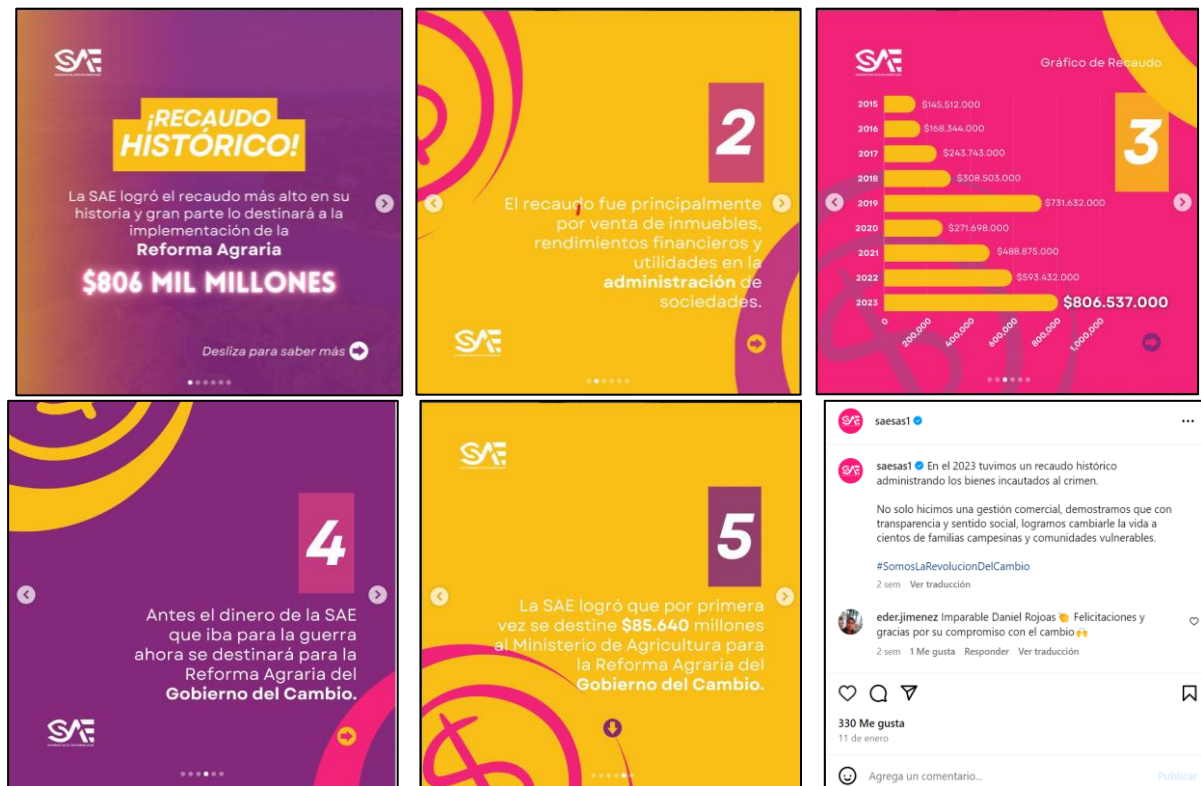 SAE
¡RECAUDO
HISTÓRICO!
La SAE logró el recaudo más alto en su
historia y gran parte lo destinará a la
implementación de la
Reforma Agraria
$806 MIL MILLONES
Desliza para saber más
2
El recaudo fue principalmente
por venta de inmuebles,
rendimientos financieros y
utilidades en la
administración de
sociedades.
SAE
SAE
Gráfico de Recaudo
3
2015 $145.512.000
2016 $168.344.000
2017 $243.743.000
2018 $308.503.000
2019 $731.632.000
2020 $271.698.000
2021 $488.875.000
2022 $593.432.000
2023 $806.537.000
0 200,000 400,000 600,000 800,000 1,000,000
4
Antes el dinero de la SAE
que iba para la guerra
ahora se destinará para la
Reforma Agraria del
Gobierno del Cambio.
SAE
SAE
5
La SAE logró que por primera
vez se destine $85.640 millones
al Ministerio de Agricultura para
la Reforma Agraria del
Gobierno del Cambio.
SAE saesas1
SAE saesas1 En el 2023 tuvimos un recaudo histórico
administrando los bienes incautados al crimen.
No solo hicimos una gestión comercial, demostramos que con
transparencia y sentido social, logramos cambiarle la vida a
cientos de familias campesinas y comunidades vulnerables.
#SomosLaRevolucionDelCambio
2 sem Ver traducción
eder.jimenez Imparable Daniel Rojoas 👏 Felicitaciones y
gracias por su compromiso con el cambio🙌
2 sem 1 Me gusta Responder Ver traducción
330 Me gusta
11 de enero
Agrega un comentario...
Publicar